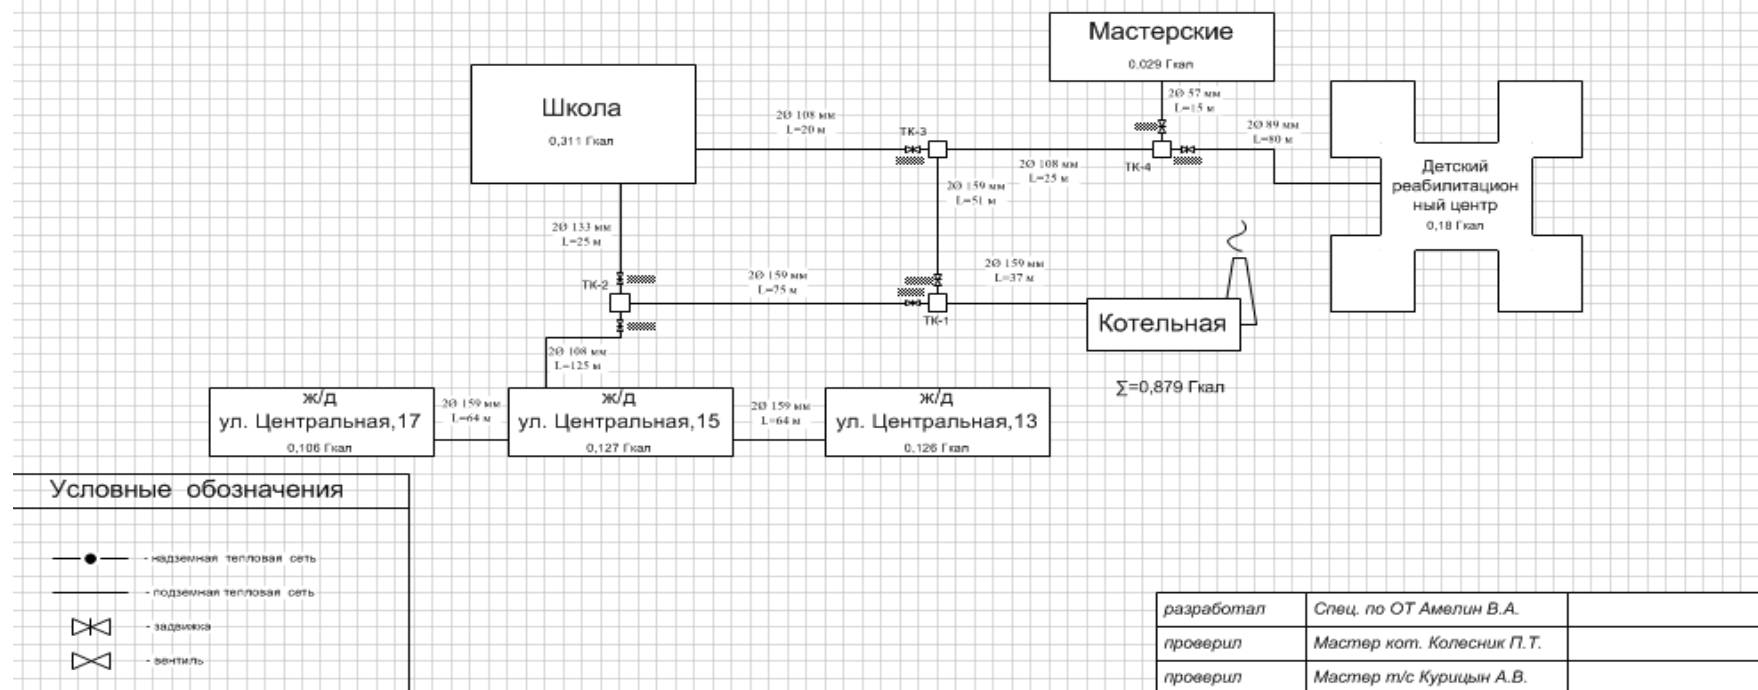 Мастерские
0.029 Гкал
2Ø 57 мм
L=15 м
Школа
0,311 Гкал
2Ø 108 мм
L=20 м
ТК-3
2Ø 89 мм
L=80 м
ТК-4
2Ø 108 мм
L=25 м
2Ø 159 мм
L=51 м
Детский
реабилитацион
ный центр
0,18 Гкал
2Ø 133 мм
L=25 м
ТК-2
2Ø 159 мм
L=75 м
2Ø 159 мм
L=37 м
ТК-1
Котельная
∑=0,879 Гкал
2Ø 108 мм
L=125 м
ж/д
ул. Центральная,17
0,106 Гкал
2Ø 159 мм
L=64 м
ж/д
ул. Центральная,15
0,127 Гкал
2Ø 159 мм
L=64 м
ж/д
ул. Центральная,13
0.126 Гкал
Условные обозначения
- надземная тепловая сеть
- подземная тепловая сеть
- задвижка
- вентиль
разработал Спец. по ОТ Амелин В.А.
проверил Мастер кот. Колесник П.Т.
проверил Мастер т/с Курицын А.В.